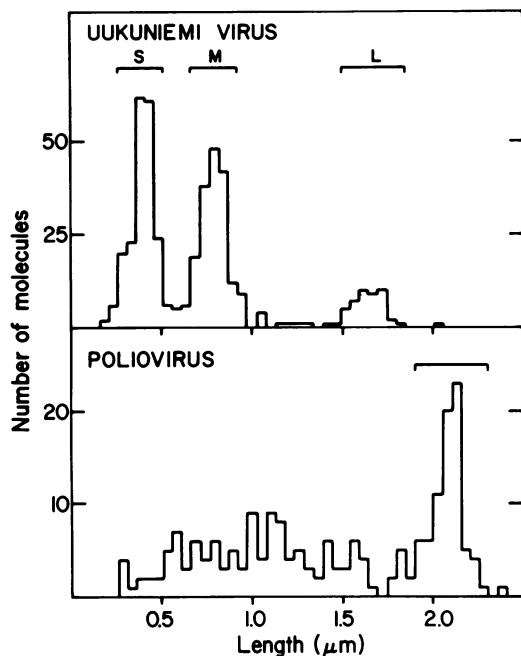 UUKUNIEMI VIRUS
S M L
50
25
POLIOVIRUS
20
10
0.5 1.0 1.5 2.0
Length (μm)
Number of molecules